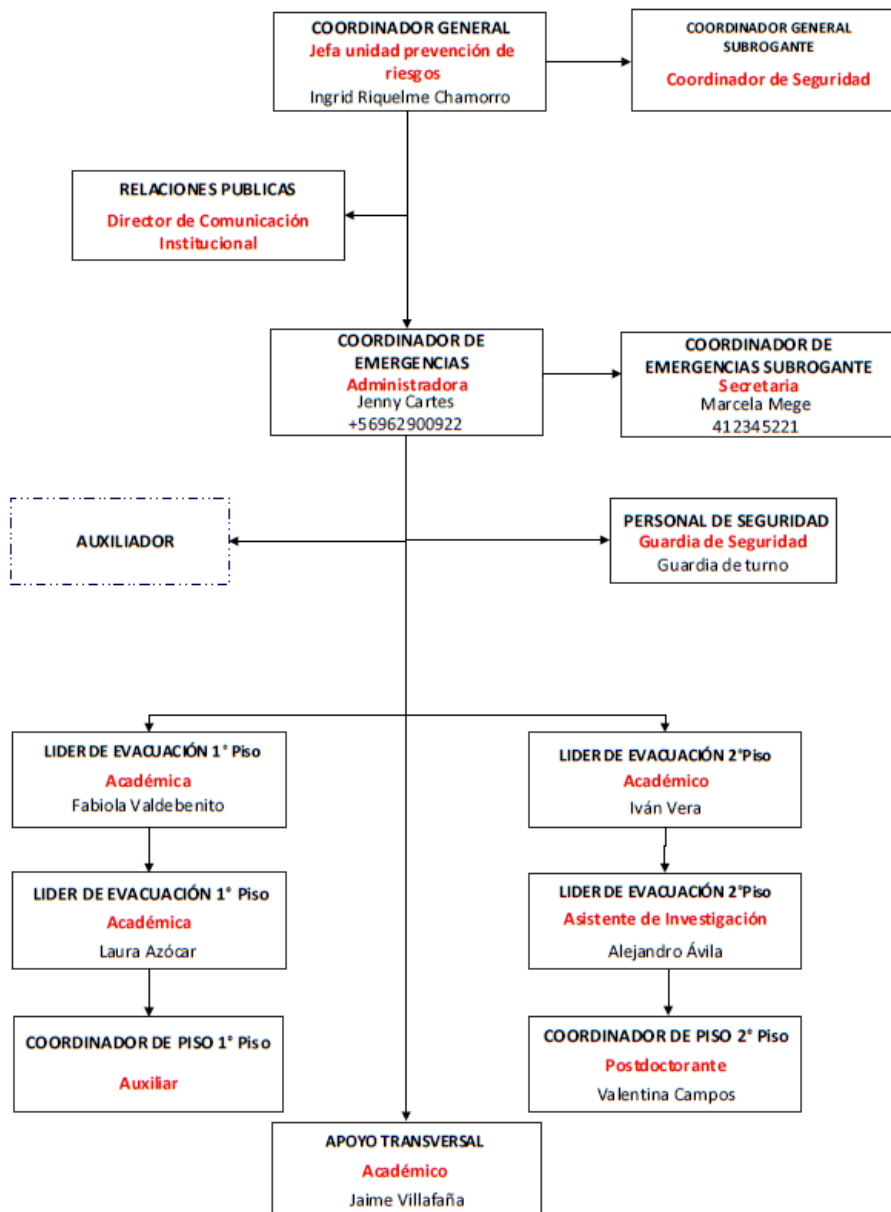 COORDINADOR GENERAL
Jefa unidad prevención de
riesgos
Ingrid Riquelme Chamorro
COORDINADOR GENERAL
SUBROGANTE
Coordinador de Seguridad
RELACIONES PUBLICAS
Director de Comunicación
Institucional
COORDINADOR DE
EMERGENCIAS
Administradora
Jenny Cartes
+56962900922
COORDINADOR DE
EMERGENCIAS SUBROGANTE
Secretaria
Marcela Mege
412345221
AUXILIADOR
PERSONAL DE SEGURIDAD
Guardia de Seguridad
Guardia de turno
LIDER DE EVACUACIÓN 1° Piso
Académica
Fabiola Valdebenito
LIDER DE EVACUACIÓN 2°Piso
Académico
Iván Vera
LIDER DE EVACUACIÓN 1° Piso
Académica
Laura Azócar
LIDER DE EVACUACIÓN 2°Piso
Asistente de Investigación
Alejandro Ávila
COORDINADOR DE PISO 1° Piso
Auxiliar
COORDINADOR DE PISO 2° Piso
Postdoctorante
Valentina Campos
APOYO TRANSVERSAL
Académico
Jaime Villafaña